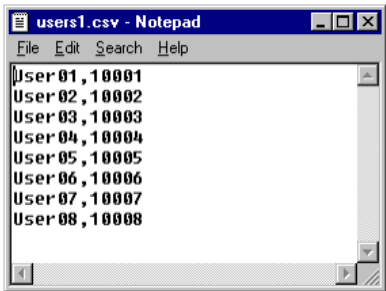 users1.csv - Notepad
File Edit Search Help
User01,10001
User02,10002
User03,10003
User04,10004
User05,10005
User06,10006
User07,10007
User08,10008